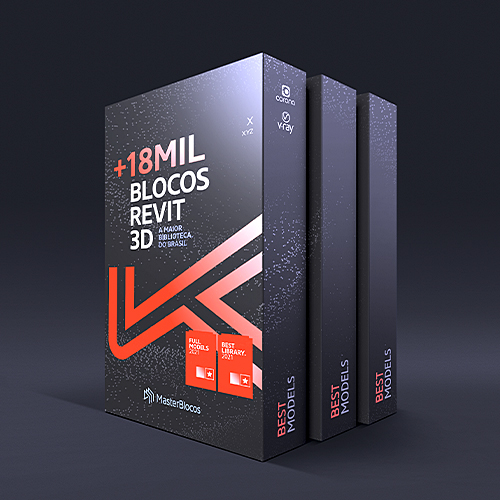 +18MIL
BLOCOS
REVIT
3D
A MAIOR
BIBLIOTECA
DO BRASIL
X
XYZ
FULL
MODELS
2021
BEST
LIBRARY.
2021
MasterBlocos
corona
v-ray
BEST
MODELS
BEST
MODELS
BEST
MODELS